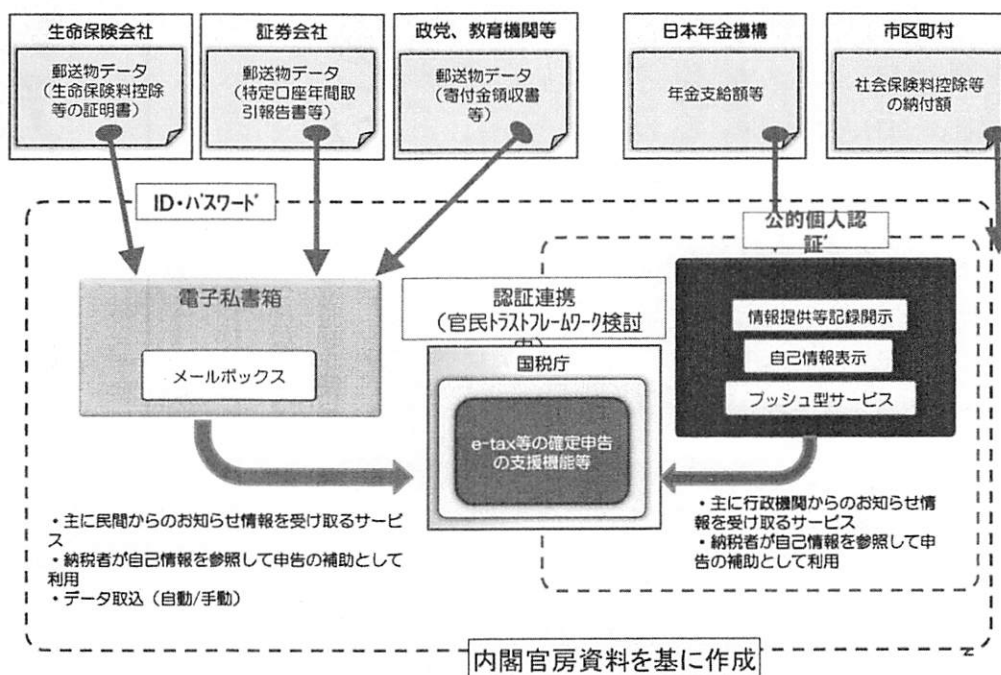 生命保険会社
郵送物データ
（生命保険料控除
等の証明書）
証券会社
郵送物データ
（特定口座年間取
引報告書等）
政党、教育機関等
郵送物データ
（寄付金領収書
等）
日本年金機構
年金支給額等
市区町村
社会保険料控除等
の納付額
ID・パスワード
公的個人認
証
電子私書箱
メールボックス
認証連携
（官民トラストフレームワーク検討
国税庁
e-tax等の確定申告
の支援機能等
情報提供等記録開示
自己情報表示
プッシュ型サービス
・主に民間からのお知らせ情報を受け取るサービ
ス
・納税者が自己情報を参照して申告の補助として
利用
・データ取込（自動/手動）
・主に行政機関からのお知らせ情
報を受け取るサービス
・納税者が自己情報を参照して申
告の補助として利用
内閣官房資料を基に作成